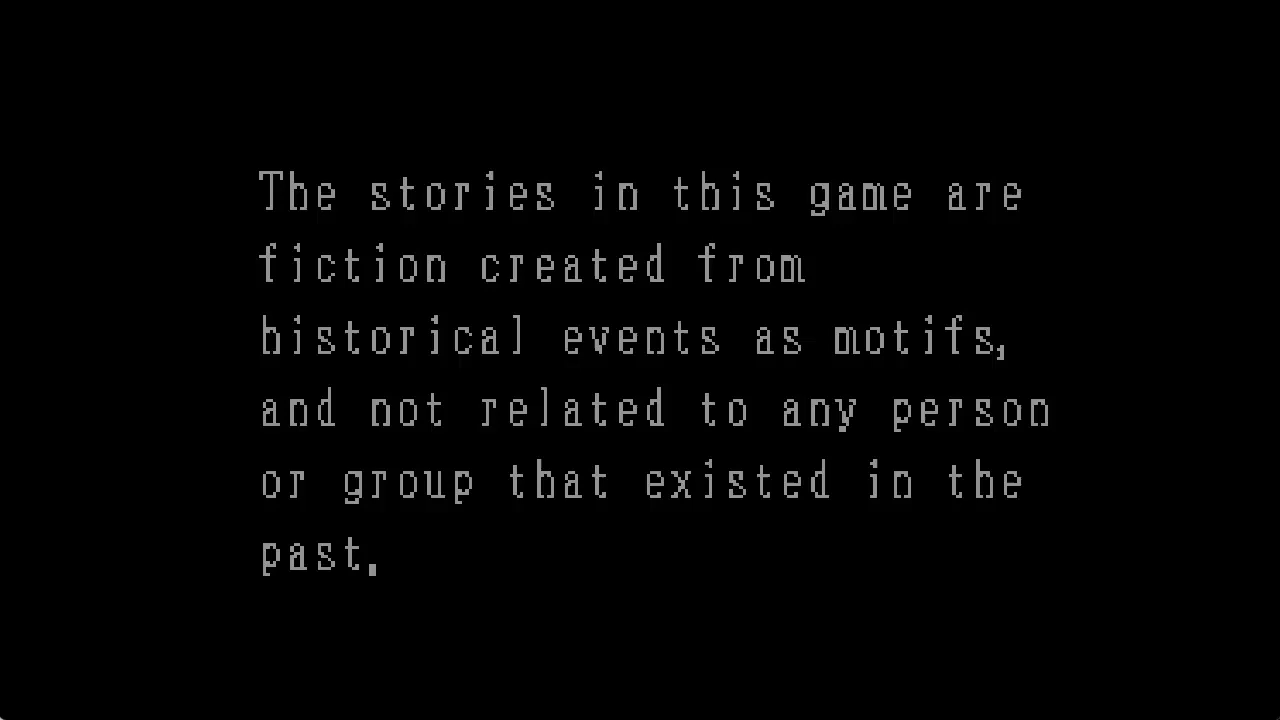 The stories in this game are
fiction created from
historical events as motifs,
and not related to any person
or group that existed in the
past.